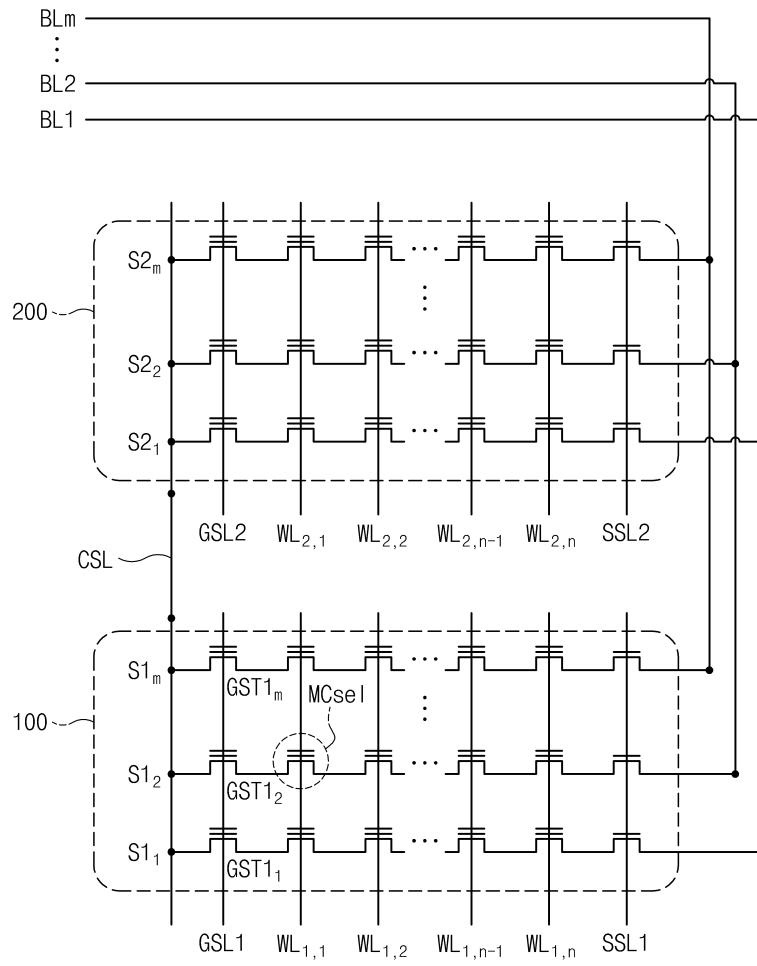 BLm
⋮
BL2
BL1
S2ₘ
⋮
200
S2₂
S2₁
GSL2 WL₂,₁ WL₂,₂ WL₂,ₙ₋₁ WL₂,ₙ SSL2
CSL
S1ₘ
GST1ₘ
MCsel
100
S1₂
GST1₂
S1₁
GST1₁
GSL1 WL₁,₁ WL₁,₂ WL₁,ₙ₋₁ WL₁,ₙ SSL1